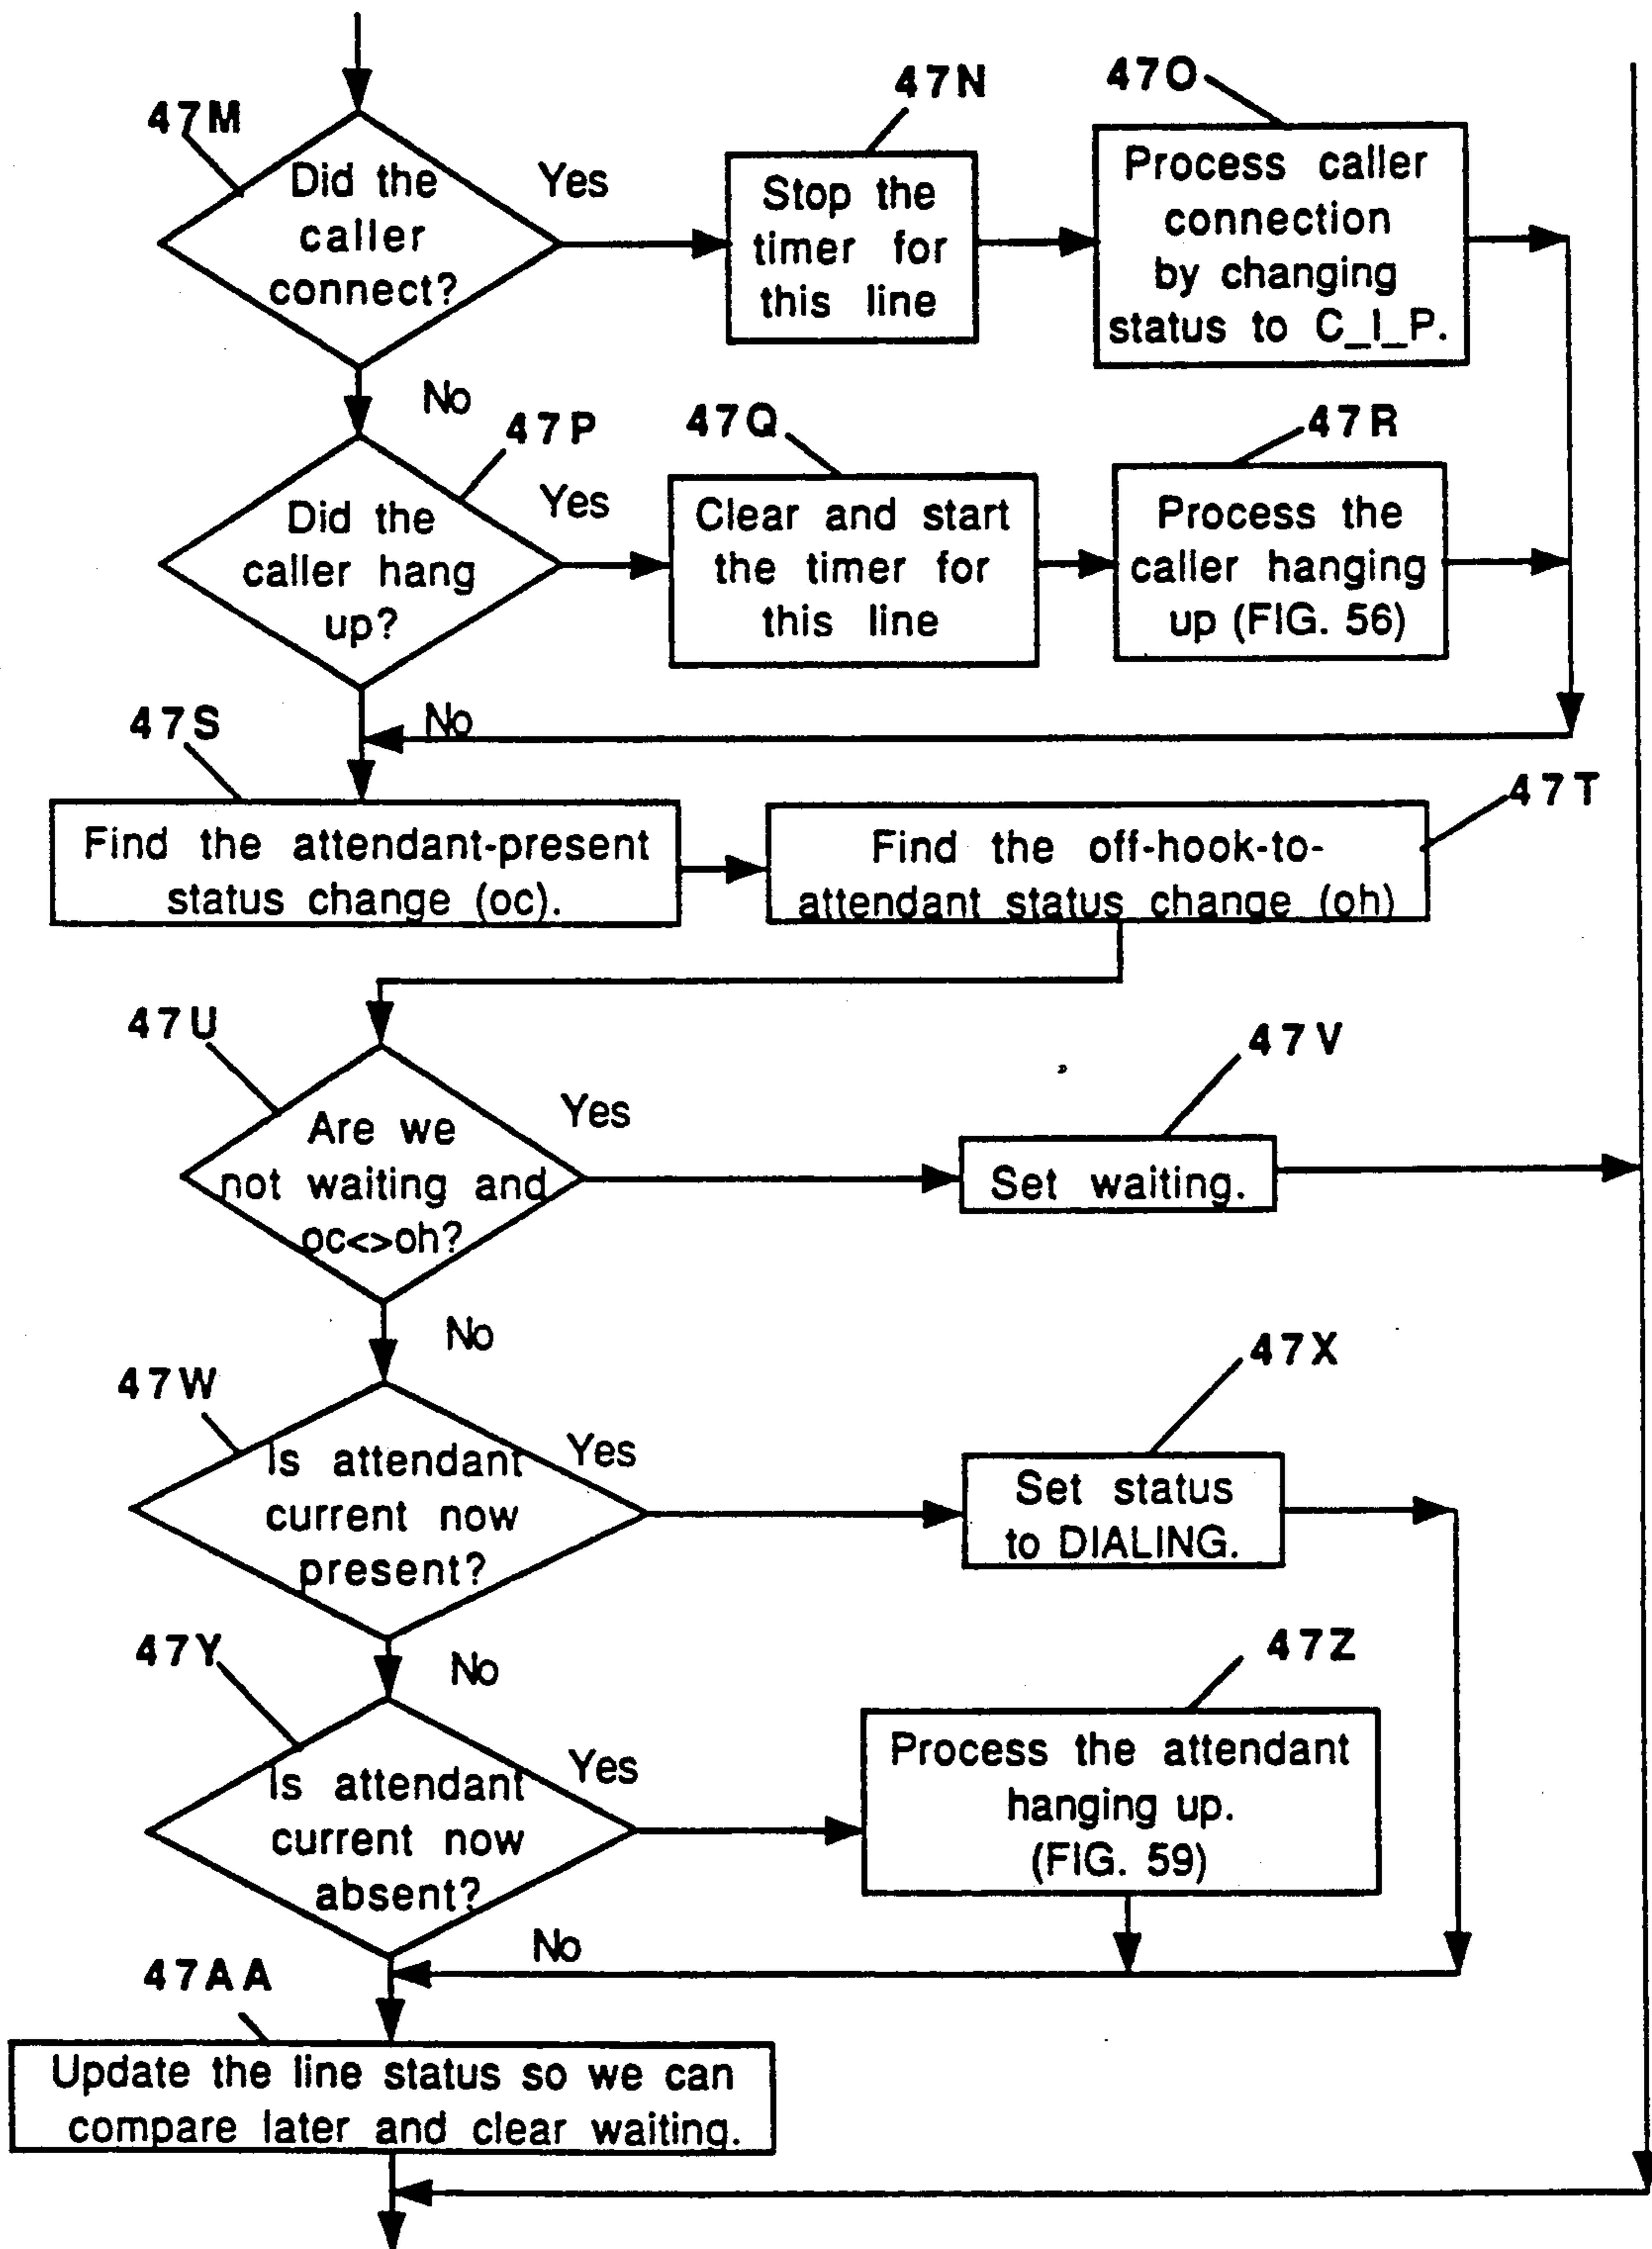 47M
Did the
caller
connect?
Yes
47N
Stop the
timer for
this line
47O
Process caller
connection
by changing
status to C_I_P.
No
47P
Did the
caller hang
up?
Yes
47Q
Clear and start
the timer for
this line
47R
Process the
caller hanging
up (FIG. 56)
No
47S
Find the attendant-present
status change (oc).
47T
Find the off-hook-to-
attendant status change (oh)
47U
Are we
not waiting and
oc<>oh?
Yes
47V
Set waiting.
No
47W
Is attendant
current now
present?
Yes
47X
Set status
to DIALING.
No
47Y
Is attendant
current now
absent?
Yes
47Z
Process the attendant
hanging up.
(FIG. 59)
No
47AA
Update the line status so we can
compare later and clear waiting.